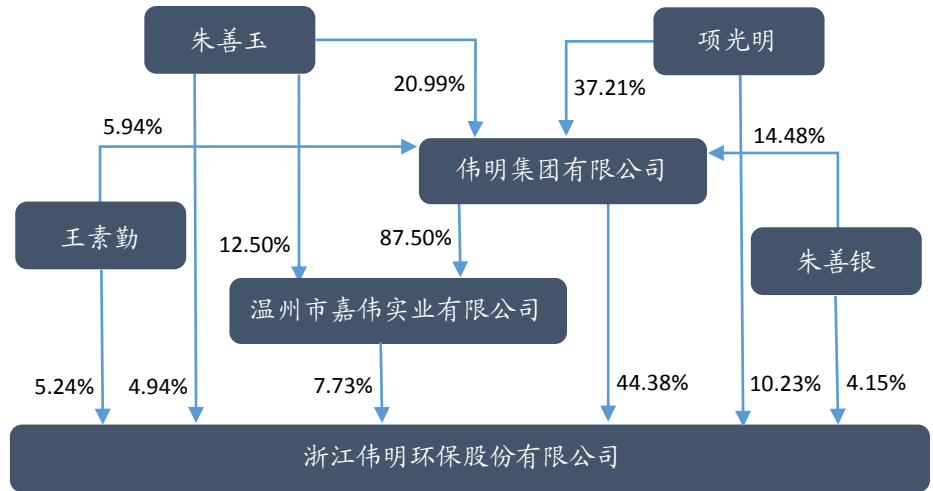 朱善玉
项光明
20.99%
37.21%
5.94%
14.48%
伟明集团有限公司
王素勤
12.50%
87.50%
朱善银
温州市嘉伟实业有限公司
5.24%
4.94%
7.73%
44.38%
10.23%
4.15%
浙江伟明环保股份有限公司